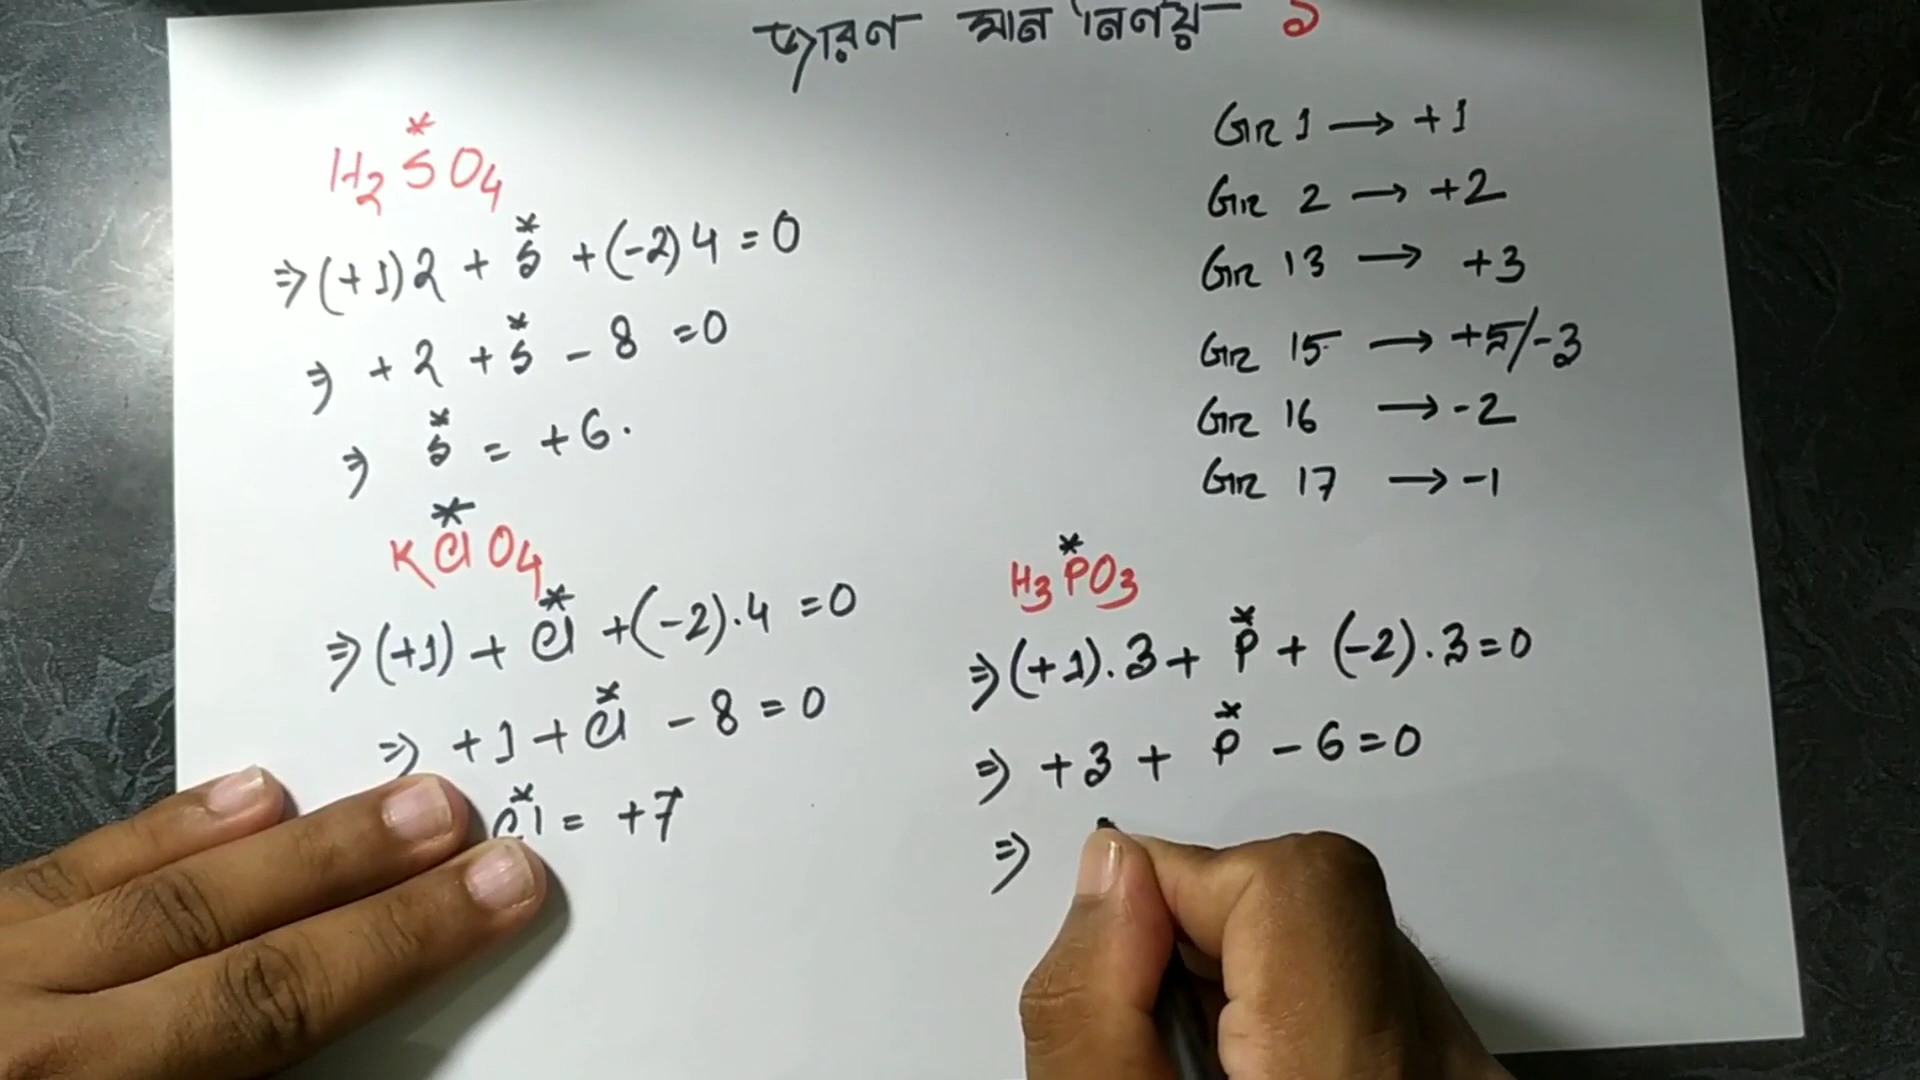 জারণ মান নির্ণয় - ১
*
H2SO4
⇒ (+1)2 + S* + (-2)4 = 0
⇒ +2 + S* - 8 = 0
⇒ S* = +6.
*
KClO4
⇒ (+1) + Cl* + (-2).4 = 0
⇒ +1 + Cl* - 8 = 0
Cl* = +7
Gr 1 → +1
Gr 2 → +2
Gr 13 → +3
Gr 15 → +5/-3
Gr 16 → -2
Gr 17 → -1
*
H3PO3
⇒ (+1).3 + P* + (-2).3 = 0
⇒ +3 + P* - 6 = 0
⇒